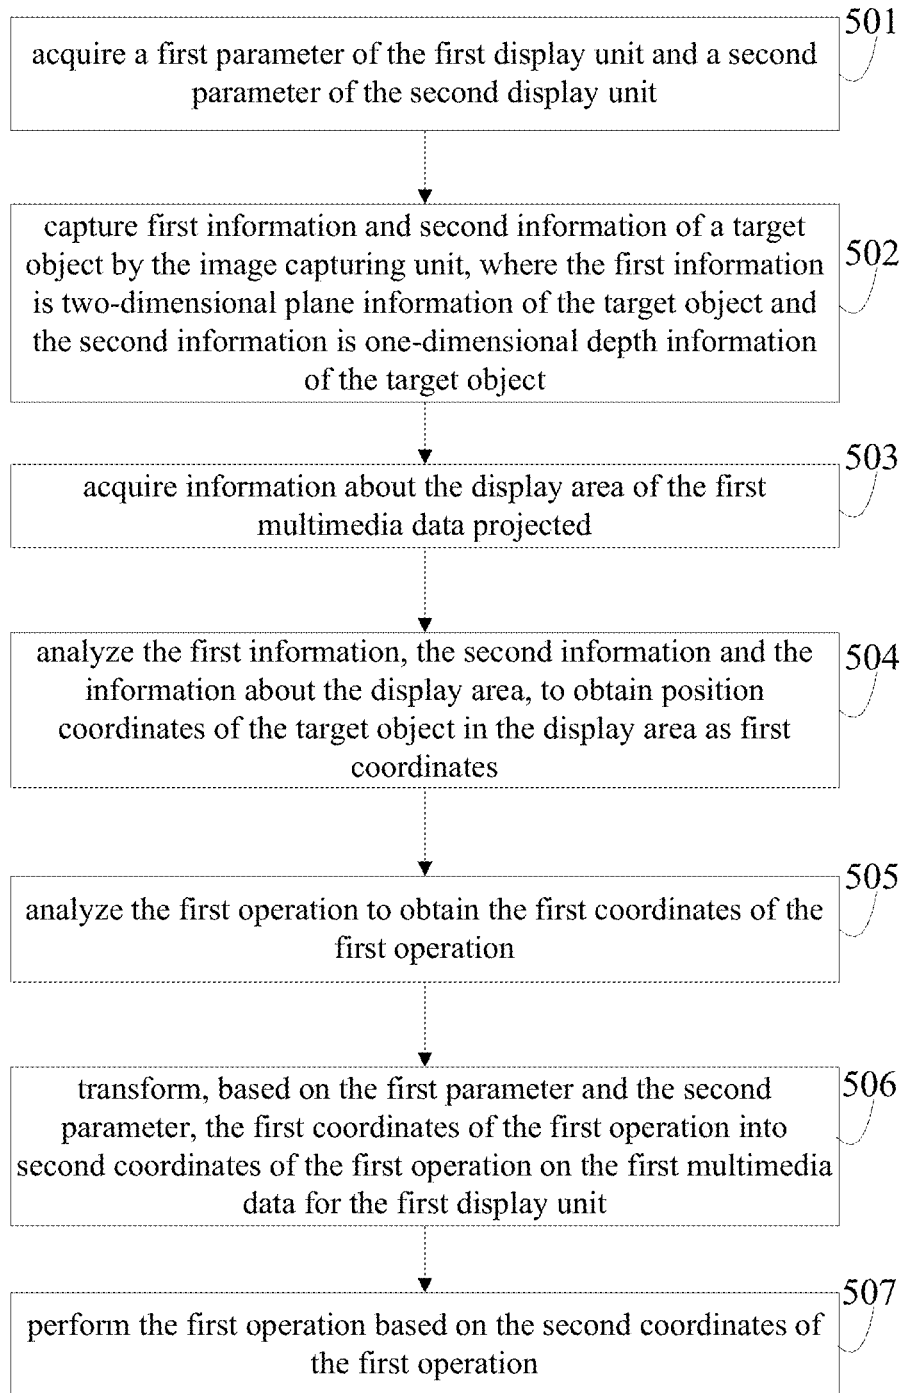 501
acquire a first parameter of the first display unit and a second
parameter of the second display unit
capture first information and second information of a target
object by the image capturing unit, where the first information
is two-dimensional plane information of the target object and
the second information is one-dimensional depth information
of the target object
502
503
acquire information about the display area of the first
multimedia data projected
analyze the first information, the second information and the
information about the display area, to obtain position
coordinates of the target object in the display area as first
coordinates
504
505
analyze the first operation to obtain the first coordinates of the
first operation
transform, based on the first parameter and the second
parameter, the first coordinates of the first operation into
second coordinates of the first operation on the first multimedia
data for the first display unit
506
507
perform the first operation based on the second coordinates of
the first operation